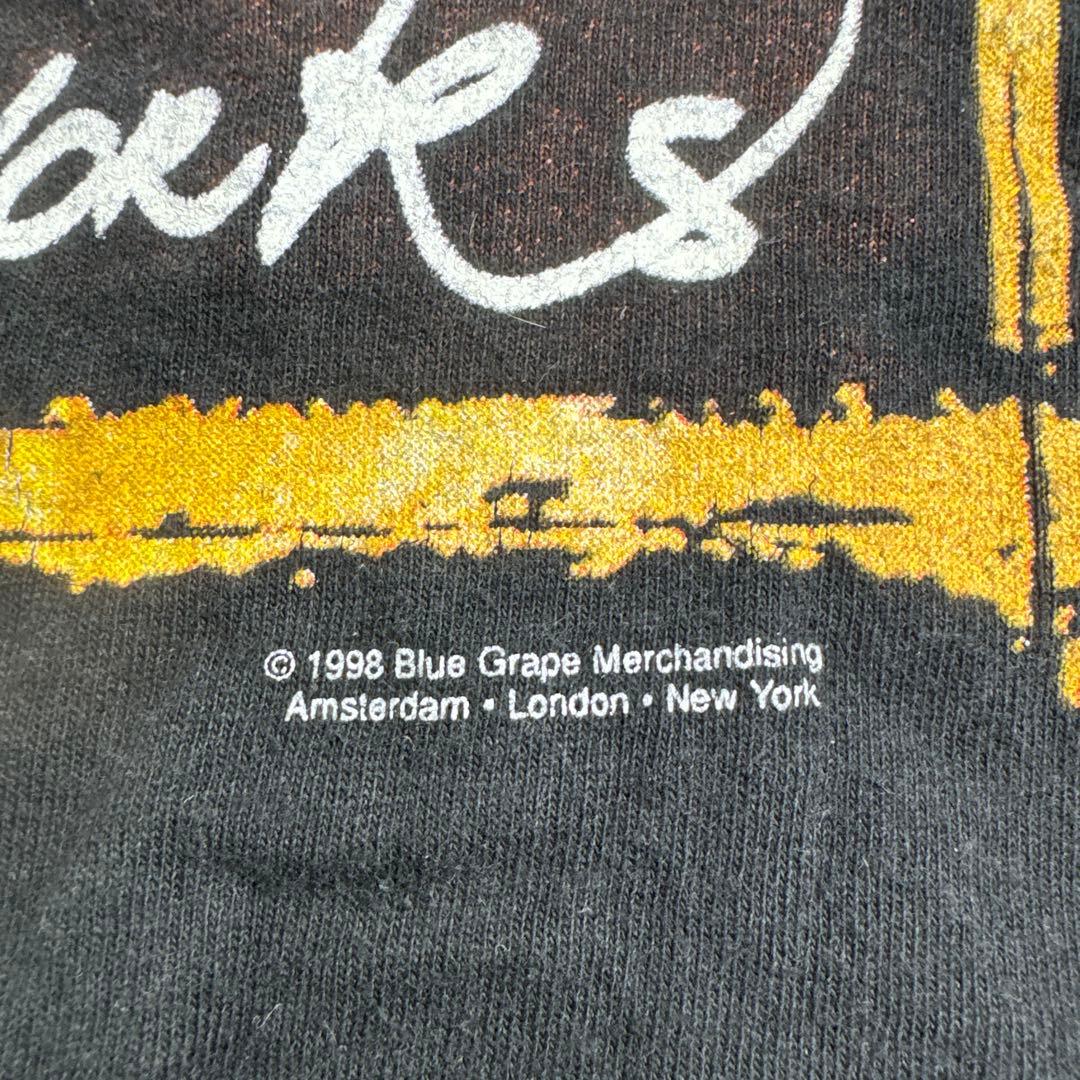 © 1998 Blue Grape Merchandising
Amsterdam • London • New York